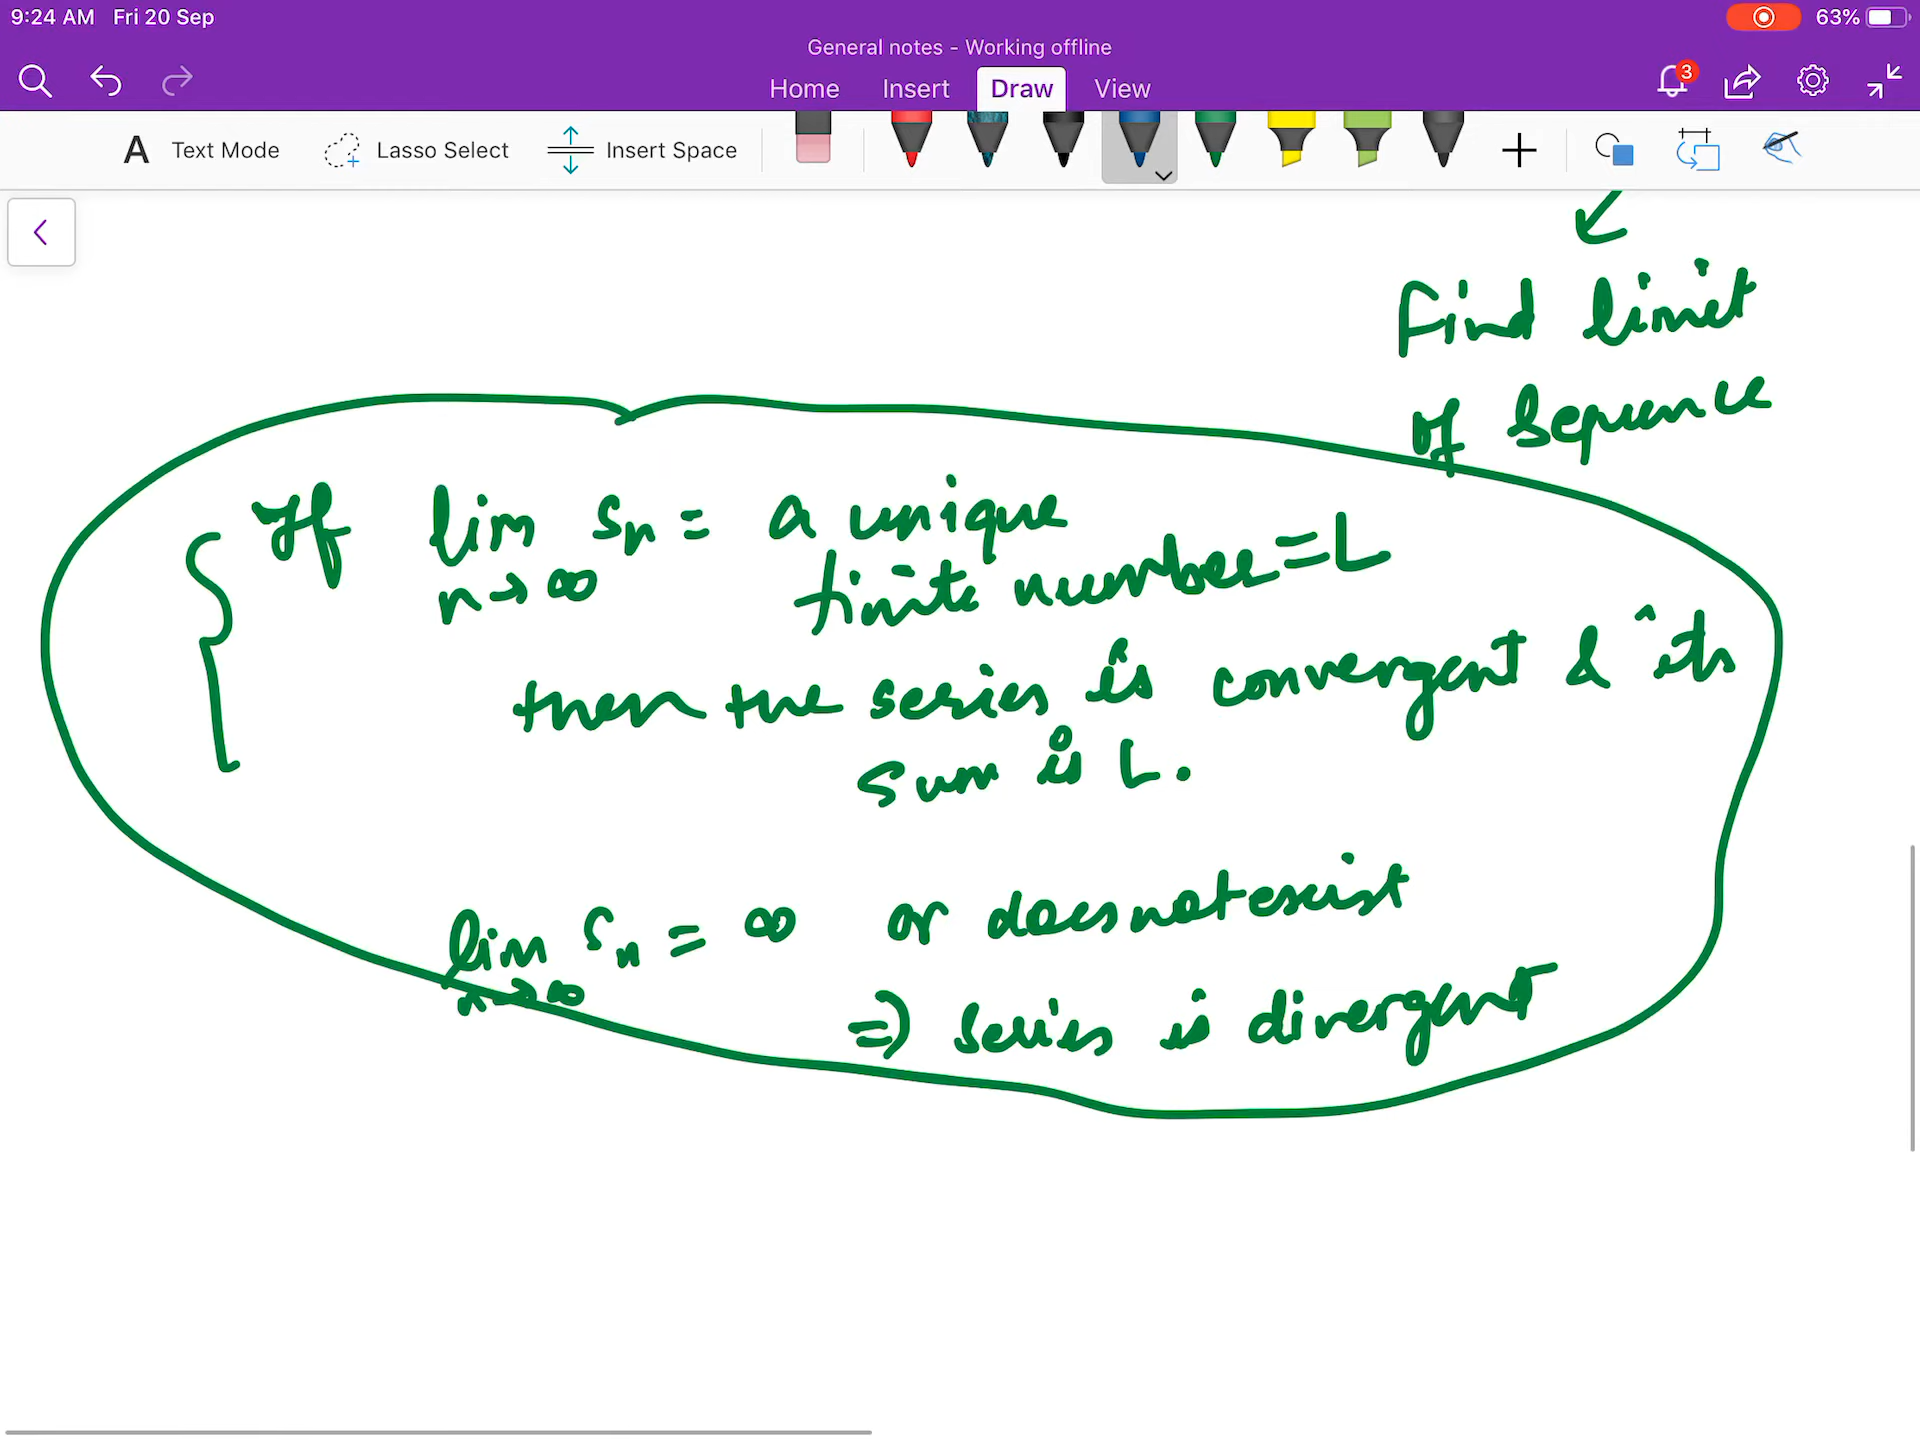 9:24 AM Fri 20 Sep
63%
General notes - Working offline
Home Insert Draw View
3
A Text Mode Lasso Select Insert Space
Find limit
of Sequence
If lim Sn = a unique
n→∞
finite number = L
then the series is convergent & its
sum is L.
lim Sn = ∞ or does not exist
n→∞
=> series is divergent